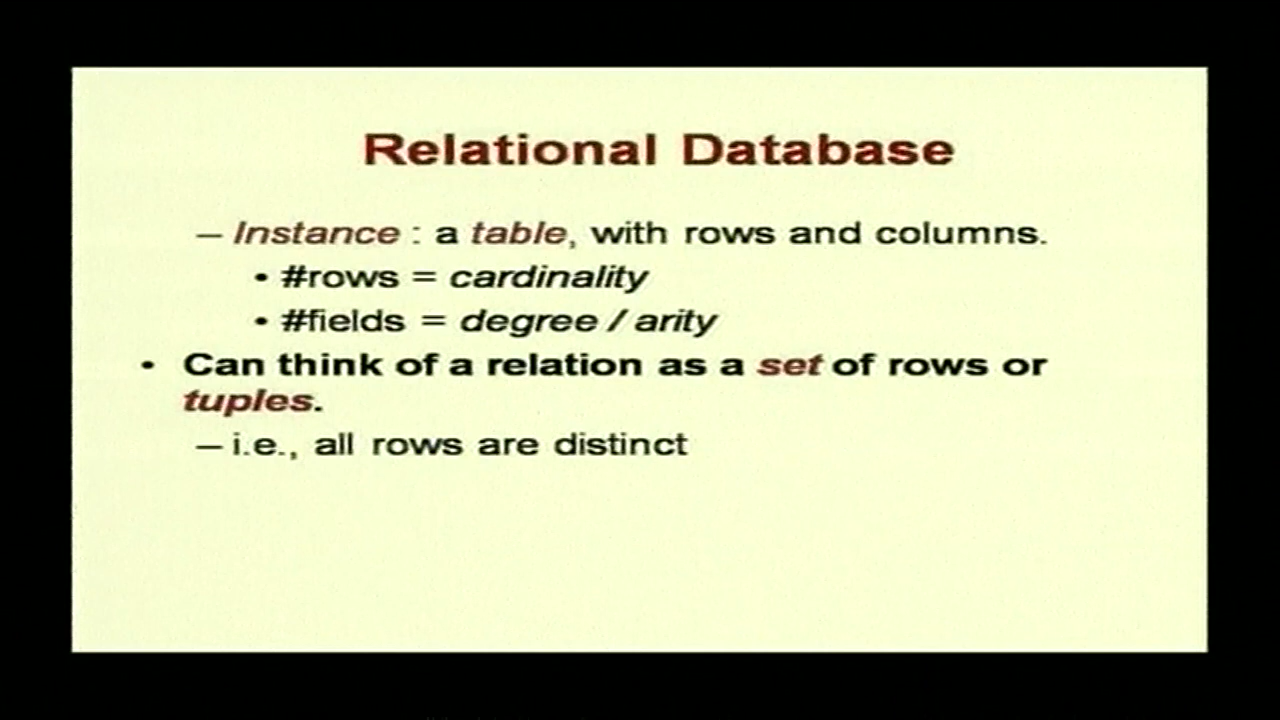 Relational Database
– Instance : a table, with rows and columns.
• #rows = cardinality
• #fields = degree / arity
• Can think of a relation as a set of rows or
tuples.
– i.e., all rows are distinct